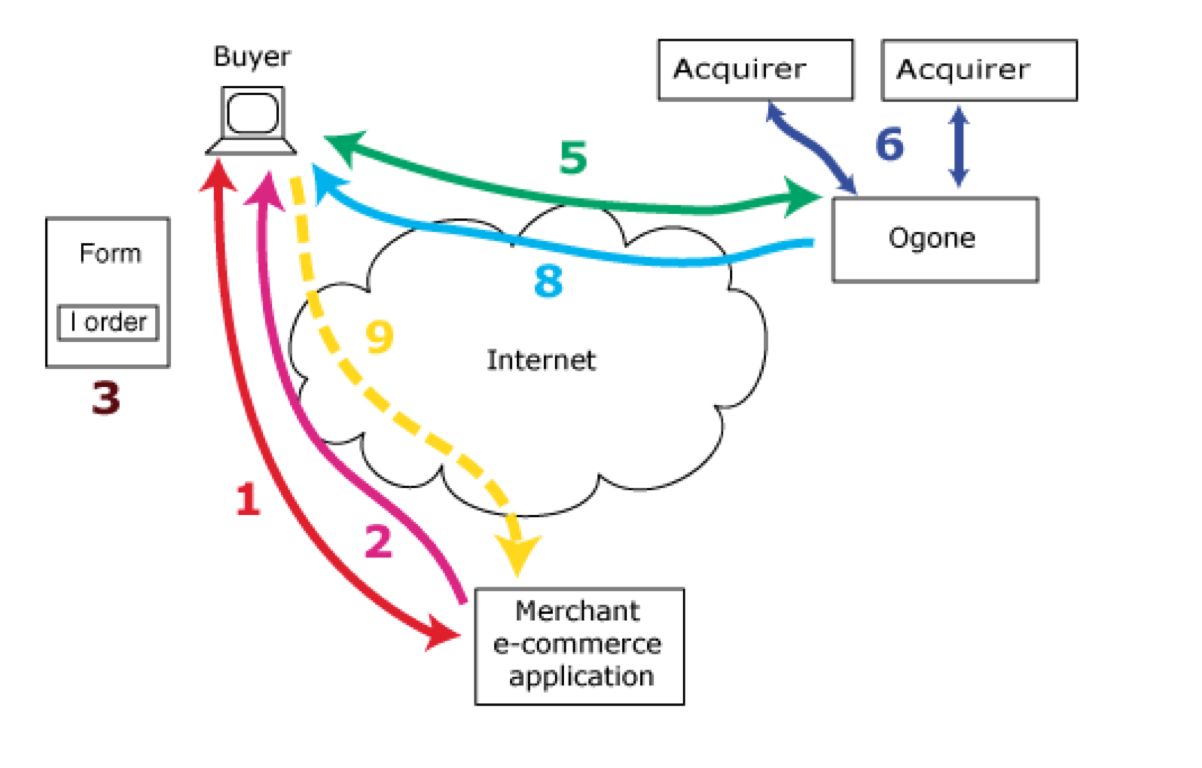 Buyer
Acquirer
Acquirer
5
6
Form
I order
3
Ogone
8
9
Internet
1
2
Merchant
e-commerce
application